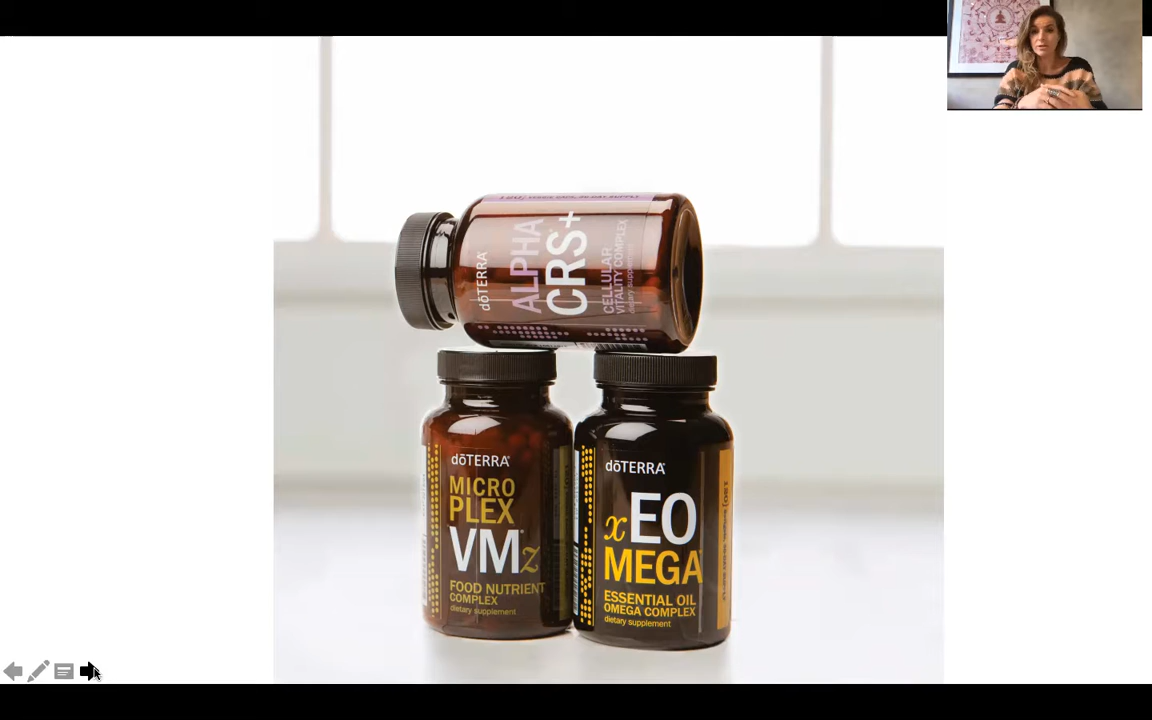 dōTERRA
ALPHA
CRS+
CELLULAR
VITALITY COMPLEX
dietary supplement
dōTERRA
MICRO
PLEX
VMz
FOOD NUTRIENT
COMPLEX
dietary supplement
dōTERRA
xEO
MEGA
ESSENTIAL OIL
OMEGA COMPLEX
dietary supplement